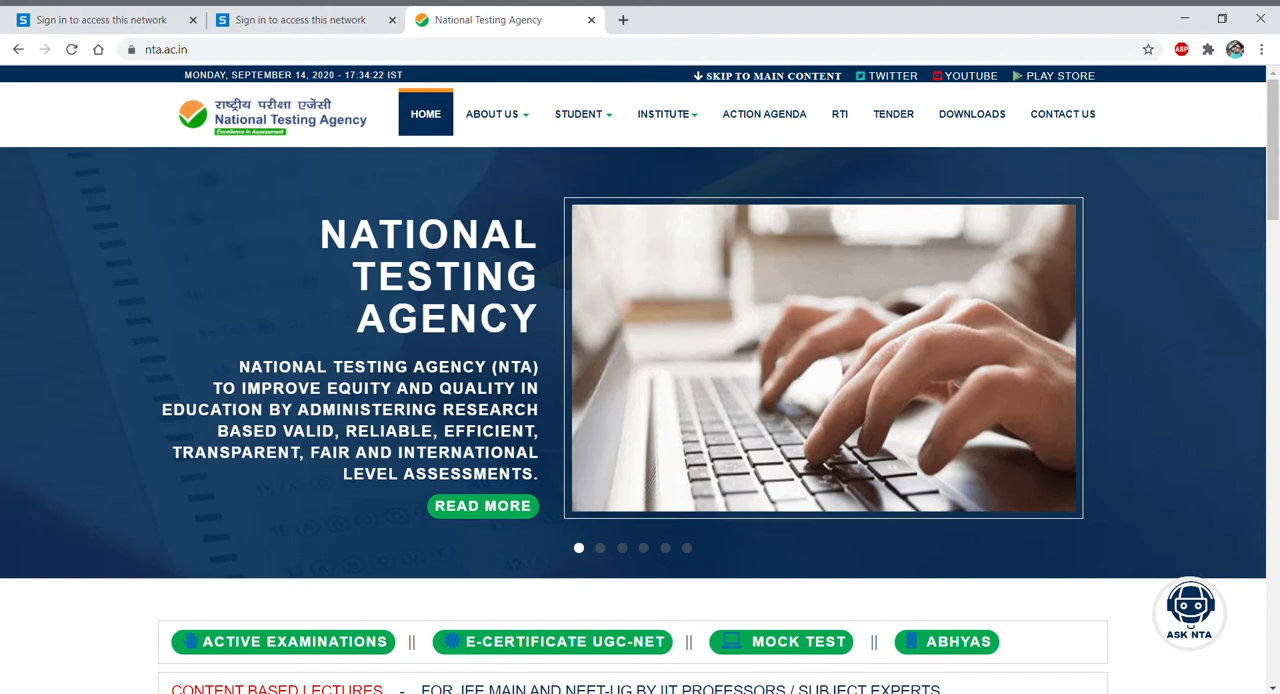 Sign in to access this network
Sign in to access this network
National Testing Agency
nta.ac.in
ABP
MONDAY, SEPTEMBER 14, 2020 - 17:34:22 IST
SKIP TO MAIN CONTENT TWITTER YOUTUBE PLAY STORE
राष्ट्रीय परीक्षा एजेंसी
National Testing Agency
Excellence in Assessment
HOME ABOUT US STUDENT INSTITUTE ACTION AGENDA RTI TENDER DOWNLOADS CONTACT US
NATIONAL
TESTING
AGENCY
NATIONAL TESTING AGENCY (NTA)
TO IMPROVE EQUITY AND QUALITY IN
EDUCATION BY ADMINISTERING RESEARCH
BASED VALID, RELIABLE, EFFICIENT,
TRANSPARENT, FAIR AND INTERNATIONAL
LEVEL ASSESSMENTS.
READ MORE
ASK NTA
ACTIVE EXAMINATIONS || E-CERTIFICATE UGC-NET || MOCK TEST || ABHYAS
CONTENT BASED LECTURES - FOR JEE MAIN AND NEET-UG BY IIT PROFESSORS / SUBJECT EXPERTS